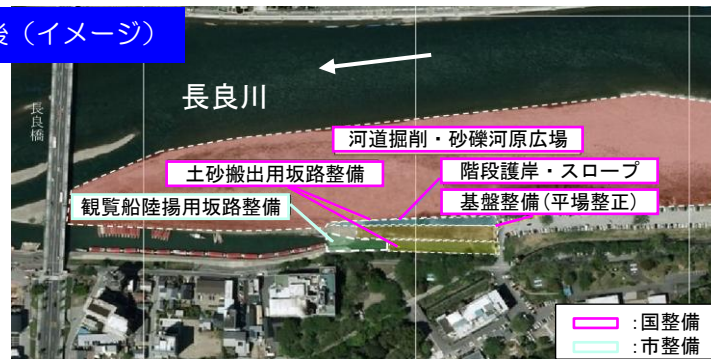 後（イメージ）
長良川
長良橋
河道掘削・砂礫河原広場
土砂搬出用坂路整備
階段護岸・スロープ
観覧船陸揚用坂路整備
基盤整備(平場整正)
:国整備
:市整備